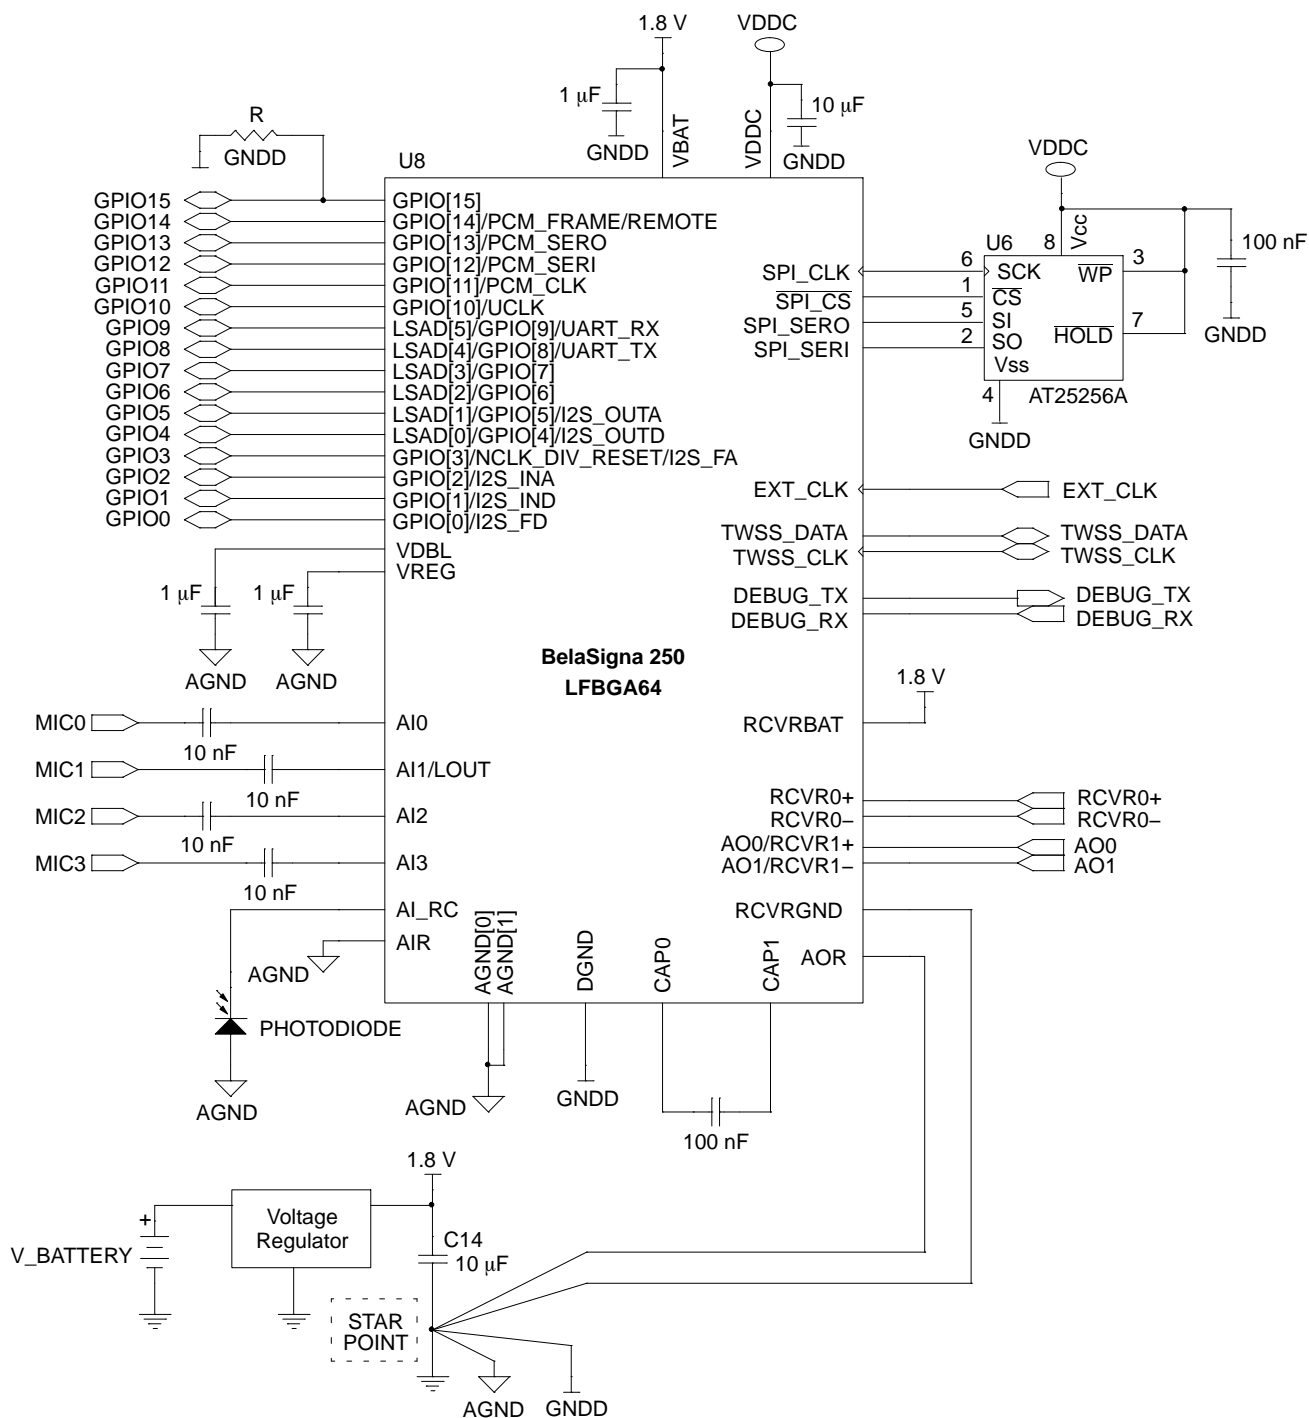 1.8 V
VDDC
1 μF
GNDD
VBAT
VDDC
10 μF
GNDD
R
GNDD
U8
VDDC
GPIO15
GPIO14
GPIO13
GPIO12
GPIO11
GPIO10
GPIO9
GPIO8
GPIO7
GPIO6
GPIO5
GPIO4
GPIO3
GPIO2
GPIO1
GPIO0
GPIO[15]
GPIO[14]/PCM_FRAME/REMOTE
GPIO[13]/PCM_SERO
GPIO[12]/PCM_SERI
GPIO[11]/PCM_CLK
GPIO[10]/UCLK
LSAD[5]/GPIO[9]/UART_RX
LSAD[4]/GPIO[8]/UART_TX
LSAD[3]/GPIO[7]
LSAD[2]/GPIO[6]
LSAD[1]/GPIO[5]/I2S_OUTA
LSAD[0]/GPIO[4]/I2S_OUTD
GPIO[3]/NCLK_DIV_RESET/I2S_FA
GPIO[2]/I2S_INA
GPIO[1]/I2S_IND
GPIO[0]/I2S_FD
VDBL
VREG
1 μF
1 μF
AGND
AGND
SPI_CLK
SPI_CS
SPI_SERO
SPI_SERI
6
1
5
2
U6
8
Vcc
SCK
CS
SI
SO
Vss
WP
HOLD
3
7
100 nF
GNDD
4
AT25256A
GNDD
EXT_CLK
EXT_CLK
TWSS_DATA
TWSS_DATA
TWSS_CLK
TWSS_CLK
DEBUG_TX
DEBUG_TX
DEBUG_RX
DEBUG_RX
BelaSigna 250
LFBGA64
1.8 V
RCVRBAT
MIC0
10 nF
AI0
MIC1
10 nF
AI1/LOUT
MIC2
10 nF
AI2
MIC3
10 nF
AI3
RCVR0+
RCVR0+
RCVR0–
RCVR0–
AO0/RCVR1+
AO0
AO1/RCVR1–
AO1
AI_RC
AIR
AGND
RCVRGND
AOR
AGND[0]
AGND[1]
DGND
CAP0
CAP1
PHOTODIODE
AGND
AGND
GNDD
100 nF
1.8 V
+
V_BATTERY
Voltage
Regulator
C14
10 μF
STAR
POINT
AGND
GNDD